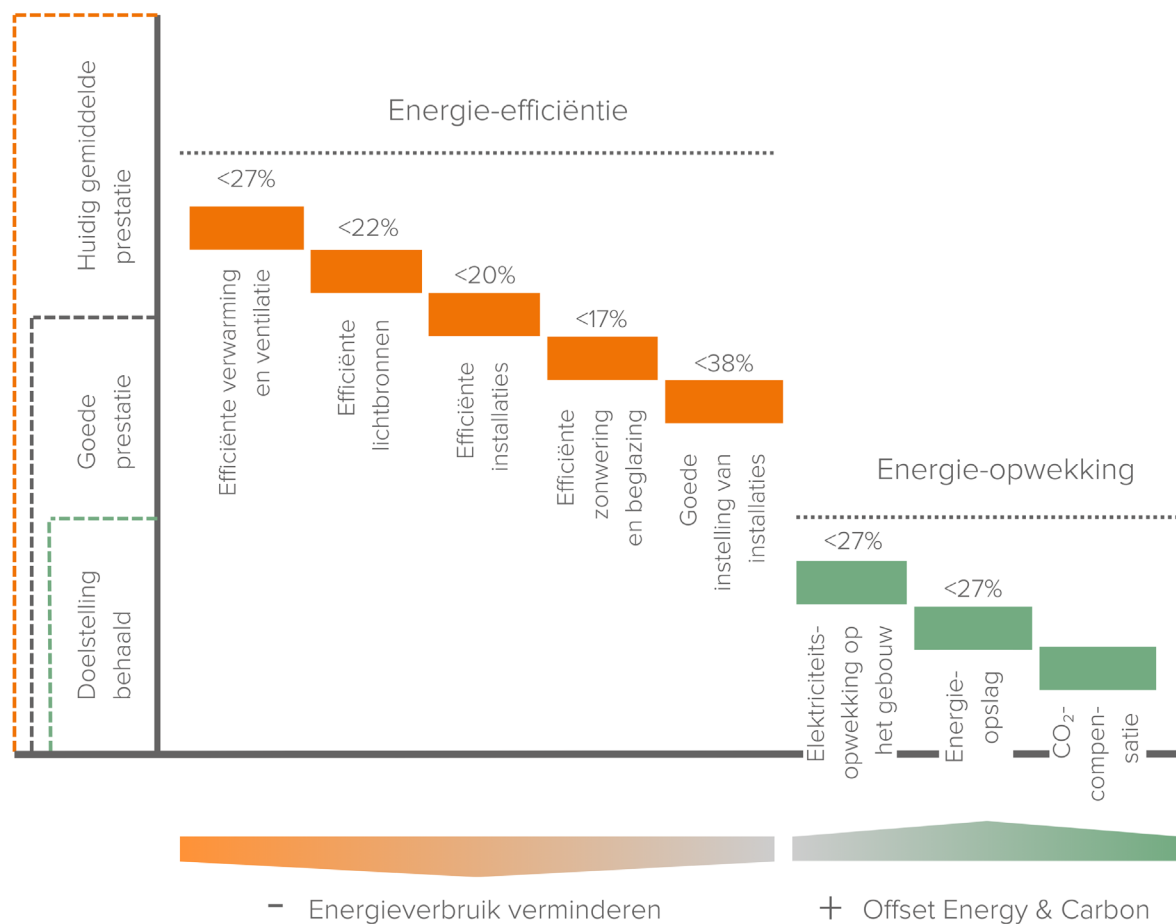 Huidig gemiddelde
prestatie
Goede
prestatie
Doelstelling
behaald
Energie-efficiëntie
<27%
Efficiënte verwarming
en ventilatie
<22%
Efficiënte
lichtbronnen
<20%
Efficiënte
installaties
<17%
Efficiënte
zonwering
en beglazing
<38%
Goede
instelling van
installaties
Energie-opwekking
<27%
Elektriciteits-
opwekking op
het gebouw
<27%
Energie-
opslag
CO₂-
compen-
satie
- Energieverbruik verminderen
+ Offset Energy & Carbon